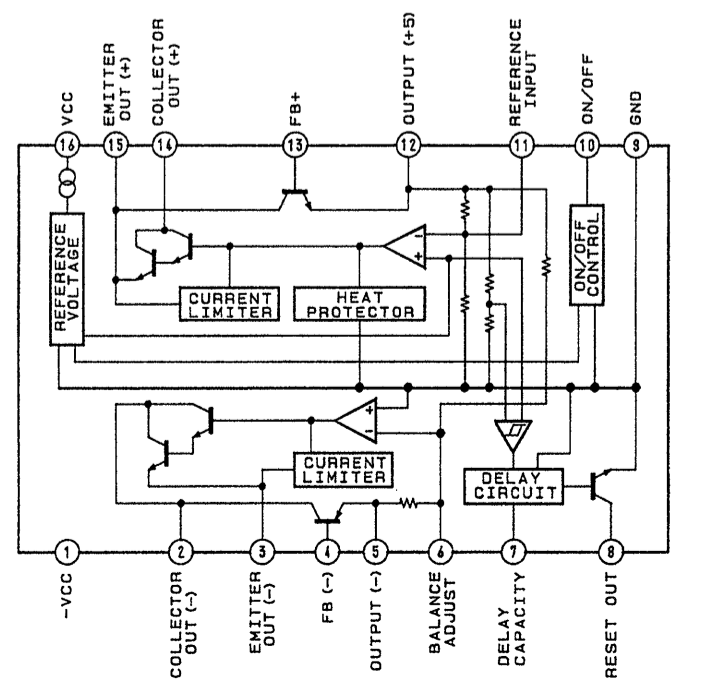 VCC
EMITTER
OUT (+)
COLLECTOR
OUT (+)
FB+
OUTPUT (+5)
REFERENCE
INPUT
ON/OFF
GND
16
15
14
13
12
11
10
9
REFERENCE
VOLTAGE
CURRENT
LIMITER
HEAT
PROTECTOR
ON/OFF
CONTROL
-
+
+
-
CURRENT
LIMITER
DELAY
CIRCUIT
1
2
3
4
5
6
7
8
-VCC
COLLECTOR
OUT (-)
EMITTER
OUT (-)
FB (-)
OUTPUT (-)
BALANCE
ADJUST
DELAY
CAPACITY
RESET OUT